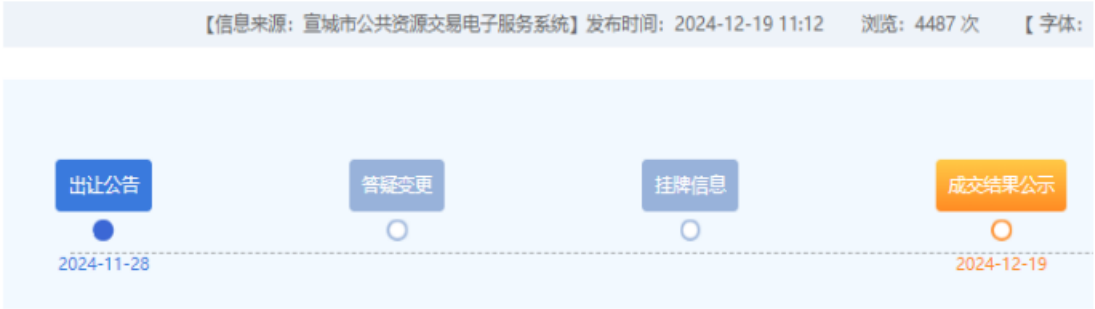 【信息来源：宣城市公共资源交易电子服务系统】发布时间：2024-12-19 11:12 浏览：4487 次 【 字体：
出让公告 答疑变更 挂牌信息 成交结果公示
2024-11-28 2024-12-19